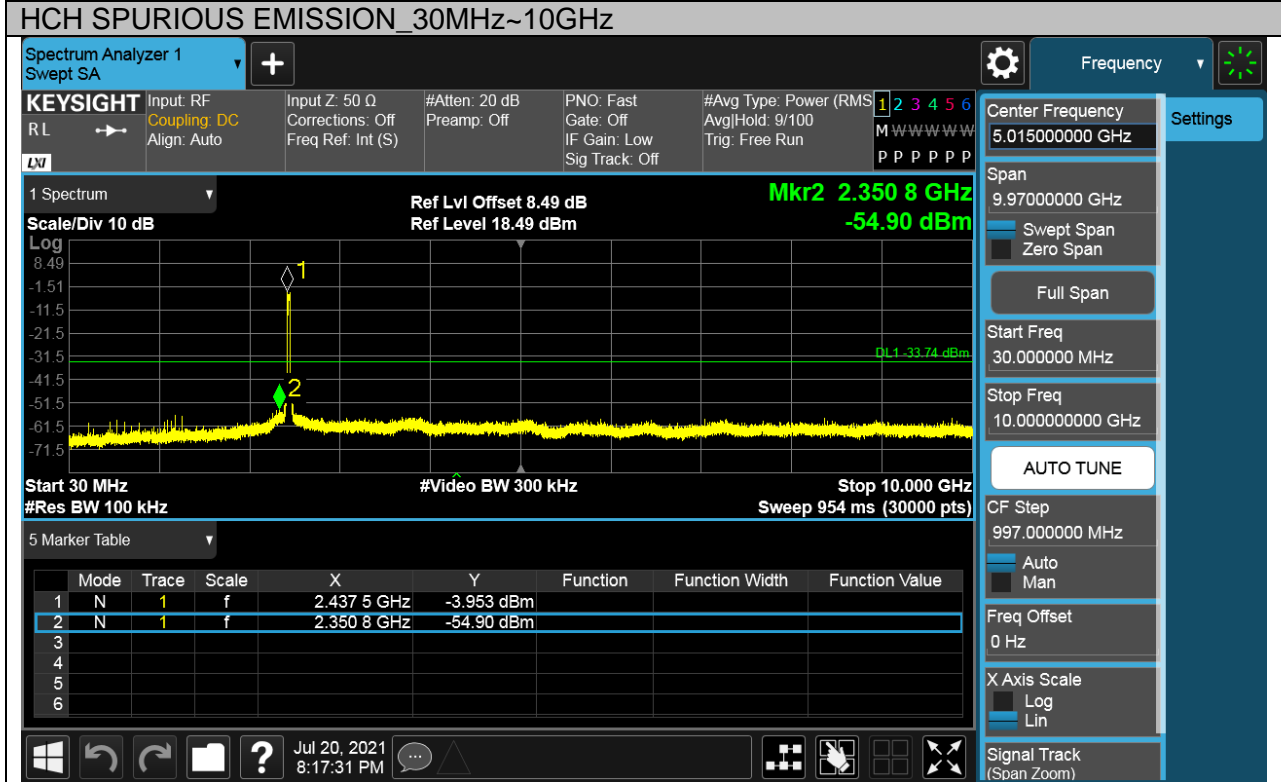 HCH SPURIOUS EMISSION_30MHz~10GHz
Spectrum Analyzer 1
Swept SA
Frequency
KEYSIGHT Input: RF Input Z: 50 Ω #Atten: 20 dB PNO: Fast #Avg Type: Power (RMS 1 2 3 4 5 6
RL Coupling: DC Corrections: Off Preamp: Off Gate: Off Avg|Hold: 9/100 M W W W W W
Align: Auto Freq Ref: Int (S) IF Gain: Low Trig: Free Run
LXI Sig Track: Off P P P P P P
1 Spectrum
Ref Lvl Offset 8.49 dB
Mkr2 2.350 8 GHz
Scale/Div 10 dB Ref Level 18.49 dBm -54.90 dBm
Log
8.49
1
-1.51
-11.5
-21.5
-31.5
DL1 -33.74 dBm
-41.5
2
-51.5
-61.5
-71.5
Start 30 MHz #Video BW 300 kHz Stop 10.000 GHz
#Res BW 100 kHz Sweep 954 ms (30000 pts)
5 Marker Table
Mode Trace Scale X Y Function Function Width Function Value
1 N 1 f 2.437 5 GHz -3.953 dBm
2 N 1 f 2.350 8 GHz -54.90 dBm
3
4
5
6
Jul 20, 2021
8:17:31 PM
Center Frequency
5.015000000 GHz
Settings
Span
9.97000000 GHz
Swept Span
Zero Span
Full Span
Start Freq
30.000000 MHz
Stop Freq
10.000000000 GHz
AUTO TUNE
CF Step
997.000000 MHz
Auto
Man
Freq Offset
0 Hz
X Axis Scale
Log
Lin
Signal Track
(Span Zoom)